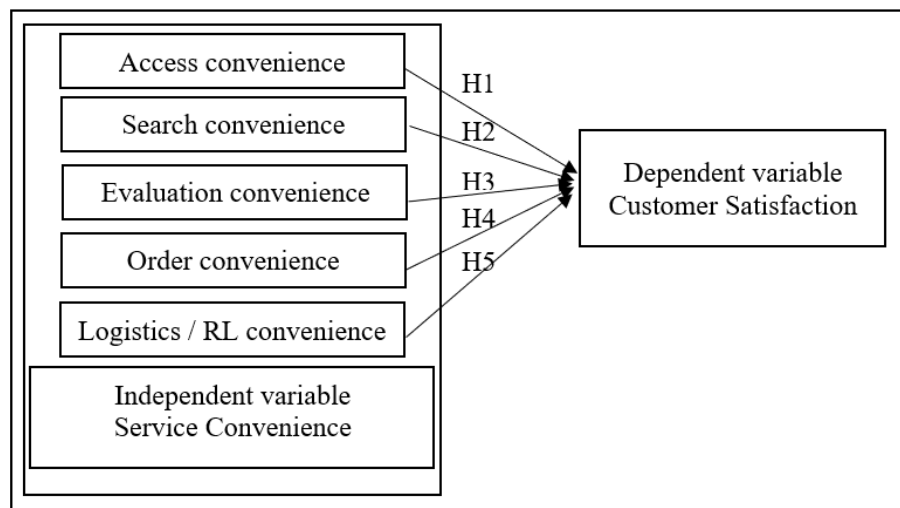 Access convenience
H1
Search convenience
H2
Evaluation convenience
H3
Order convenience
H4
Logistics / RL convenience
H5
Independent variable
Service Convenience
Dependent variable
Customer Satisfaction